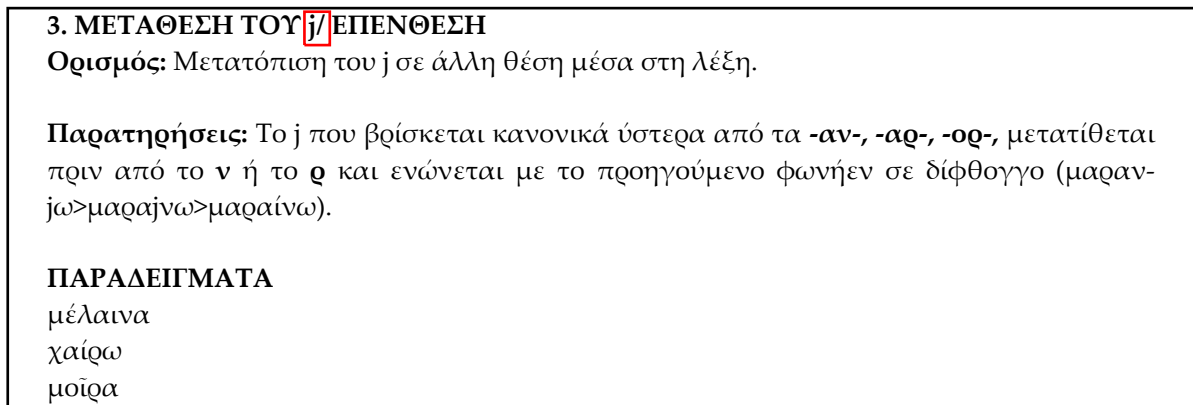 3. ΜΕΤΑΘΕΣΗ ΤΟΥ j/ ΕΠΕΝΘΕΣΗ
Ορισμός: Μετατόπιση του j σε άλλη θέση μέσα στη λέξη.
Παρατηρήσεις: Το j που βρίσκεται κανονικά ύστερα από τα -αν-, -αρ-, -ορ-, μετατίθεται
πριν από το ν ή το ρ και ενώνεται με το προηγούμενο φωνήεν σε δίφθογγο (μαραν-
jω>μαραjνω>μαραίνω).
ΠΑΡΑΔΕΙΓΜΑΤΑ
μέλαινα
χαίρω
μοῖρα